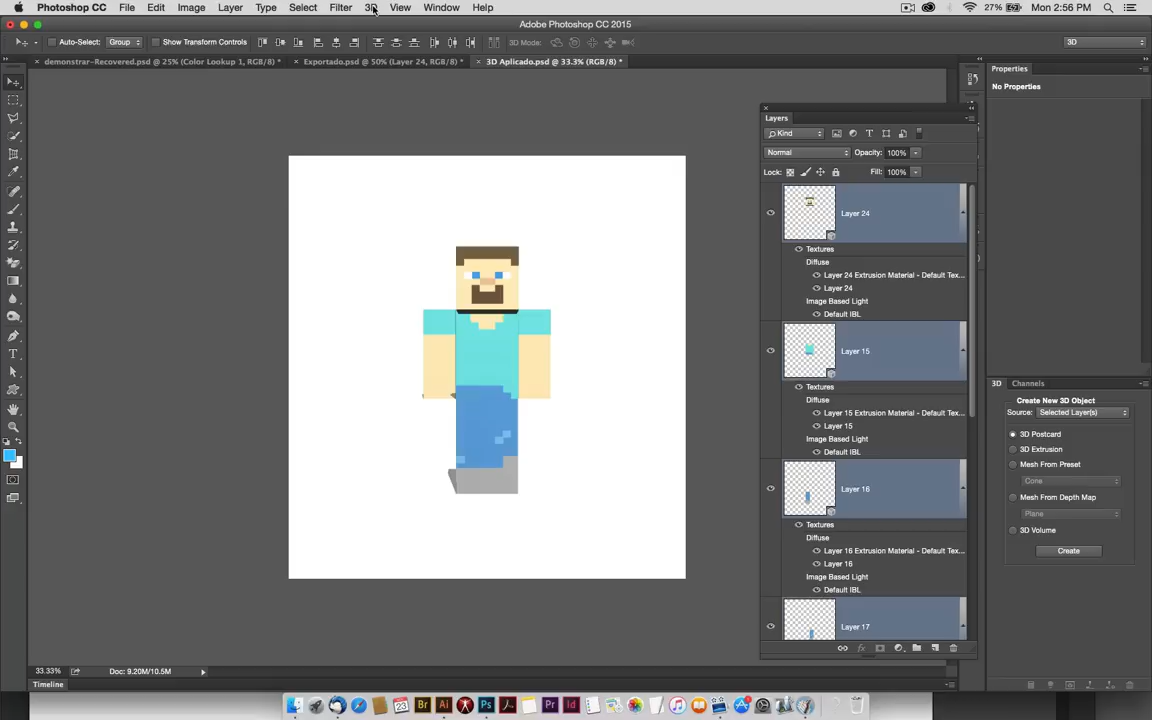 Photoshop CC File Edit Image Layer Type Select Filter 3D View Window Help 27% Mon 2:56 PM
Adobe Photoshop CC 2015
Auto-Select: Group Show Transform Controls 3D Mode: 3D
demonstrar-Recovered.psd @ 25% (Color Lookup 1, RGB/8) * Exportado.psd @ 50% (Layer 24, RGB/8) * 3D Aplicado.psd @ 33.3% (RGB/8) *
Properties
No Properties
Layers
Kind
Normal Opacity: 100%
Lock: Fill: 100%
Layer 24
Textures
Diffuse
Layer 24 Extrusion Material - Default Tex...
Layer 24
Image Based Light
Default IBL
Layer 15
Textures
Diffuse
Layer 15 Extrusion Material - Default Tex...
Layer 15
Image Based Light
Default IBL
Layer 16
Textures
Diffuse
Layer 16 Extrusion Material - Default Tex...
Layer 16
Image Based Light
Default IBL
Layer 17
3D Channels
Create New 3D Object
Source: Selected Layer(s)
3D Postcard
3D Extrusion
Mesh From Preset
Cone
Mesh From Depth Map
Plane
3D Volume
Create
33.33% Doc: 9.20M/10.5M
Timeline
23 Br Ai Ps Pr Id